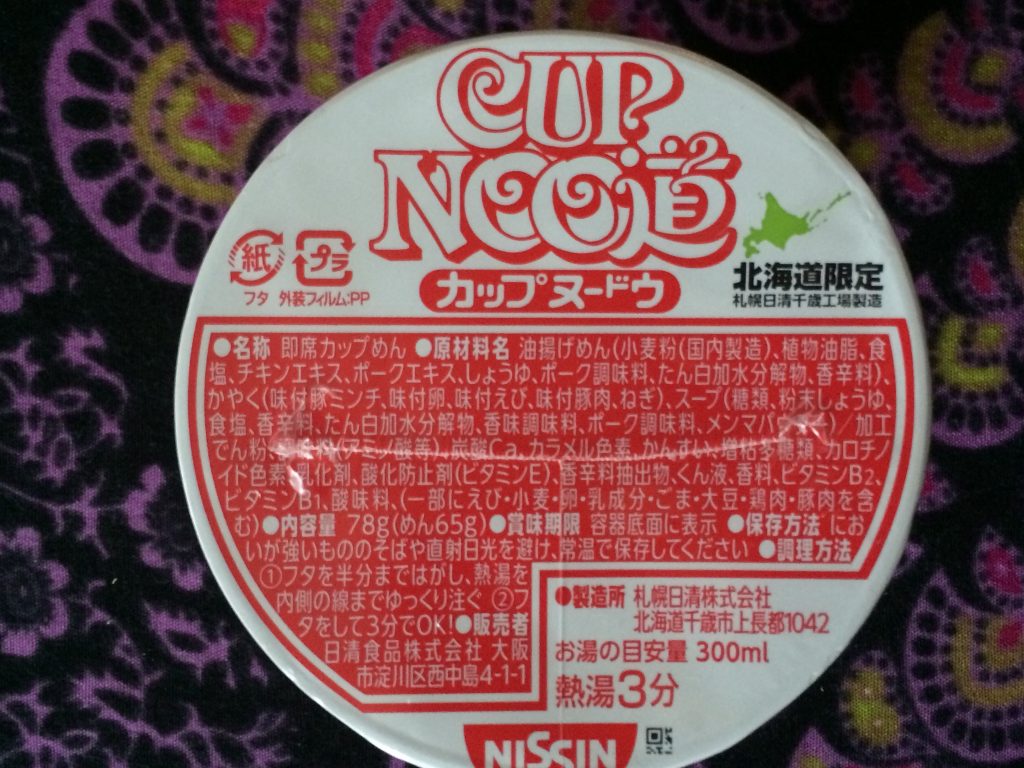 CUP
NOO道
カップヌードウ
紙 プラ
フタ 外装フィルム:PP
北海道限定
札幌日清千歳工場製造
●名称 即席カップめん ●原材料名 油揚げめん(小麦粉(国内製造)、植物油脂、食
塩、チキンエキス、ポークエキス、しょうゆ、ポーク調味料、たん白加水分解物、香辛料)、
かやく(味付豚ミンチ、味付卵、味付えび、味付豚肉、ねぎ)、スープ(糖類、粉末しょうゆ、
食塩、香辛料、たん白加水分解物、香味調味料、ポーク調味料、メンマパ)/加工
でん粉、(アミノ酸等)、炭酸Ca、カラメル色素、かんすい、増粘多糖類、カロチノ
イド色素、乳化剤、酸化防止剤(ビタミンE)、香辛料抽出物、くん液、香料、ビタミンB2、
ビタミンB1、酸味料、(一部にえび・小麦・卵・乳成分・ごま・大豆・鶏肉・豚肉を含
む) ●内容量 78g(めん65g) ●賞味期限 容器底面に表示 ●保存方法 にお
いが強いもののそばや直射日光を避け、常温で保存してください ●調理方法
①フタを半分まではがし、熱湯を
内側の線までゆっくり注ぐ ②フ
タをして3分でOK! ●販売者
日清食品株式会社 大阪
市淀川区西中島4-1-1
●製造所 札幌日清株式会社
北海道千歳市上長都1042
お湯の目安量 300ml
熱湯3分
NISSIN